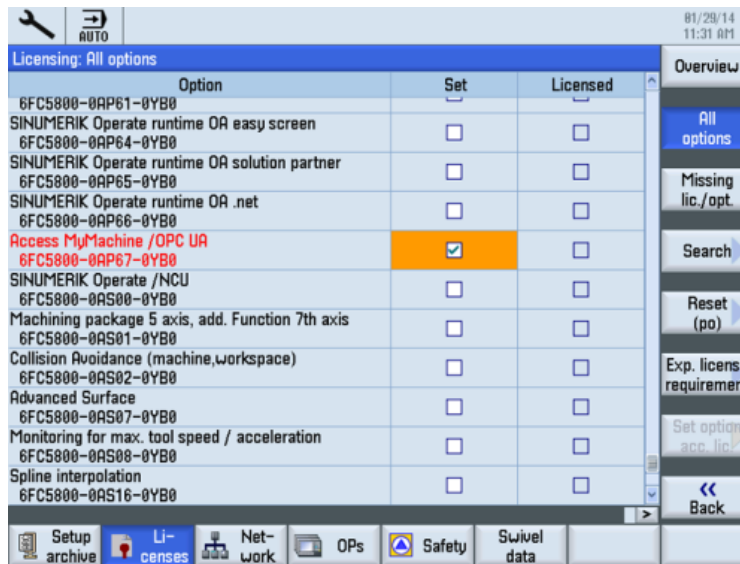 AUTO
01/29/14
11:31 AM
Licensing: All options
Option Set Licensed
6FC5800-0AP61-0YB0
SINUMERIK Operate runtime OA easy screen
6FC5800-0AP64-0YB0
SINUMERIK Operate runtime OA solution partner
6FC5800-0AP65-0YB0
SINUMERIK Operate runtime OA .net
6FC5800-0AP66-0YB0
Access MyMachine /OPC UA
6FC5800-0AP67-0YB0
SINUMERIK Operate /NCU
6FC5800-0AS00-0YB0
Machining package 5 axis, add. Function 7th axis
6FC5800-0AS01-0YB0
Collision Avoidance (machine,workspace)
6FC5800-0AS02-0YB0
Advanced Surface
6FC5800-0AS07-0YB0
Monitoring for max. tool speed / acceleration
6FC5800-0AS08-0YB0
Spline interpolation
6FC5800-0AS16-0YB0
Overview
All
options
Missing
lic./opt.
Search
Reset
(po)
Exp. licens
requiremer
Set option
acc. lic.
<<
Back
Setup
archive
Li-
censes
Net-
work
OPs
Safety
Swivel
data